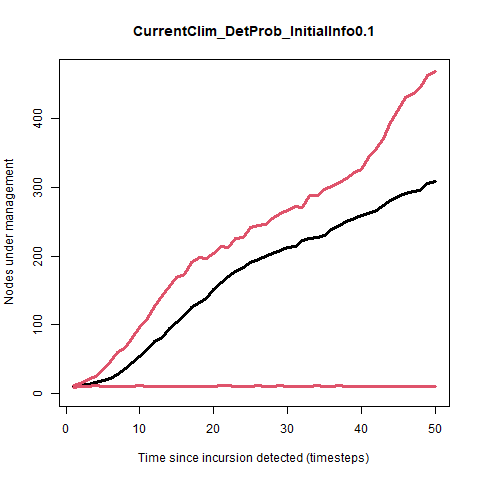 CurrentClim_DetProb_InitialInfo0.1
Nodes under management
400
300
200
100
0
0 10 20 30 40 50
Time since incursion detected (timesteps)